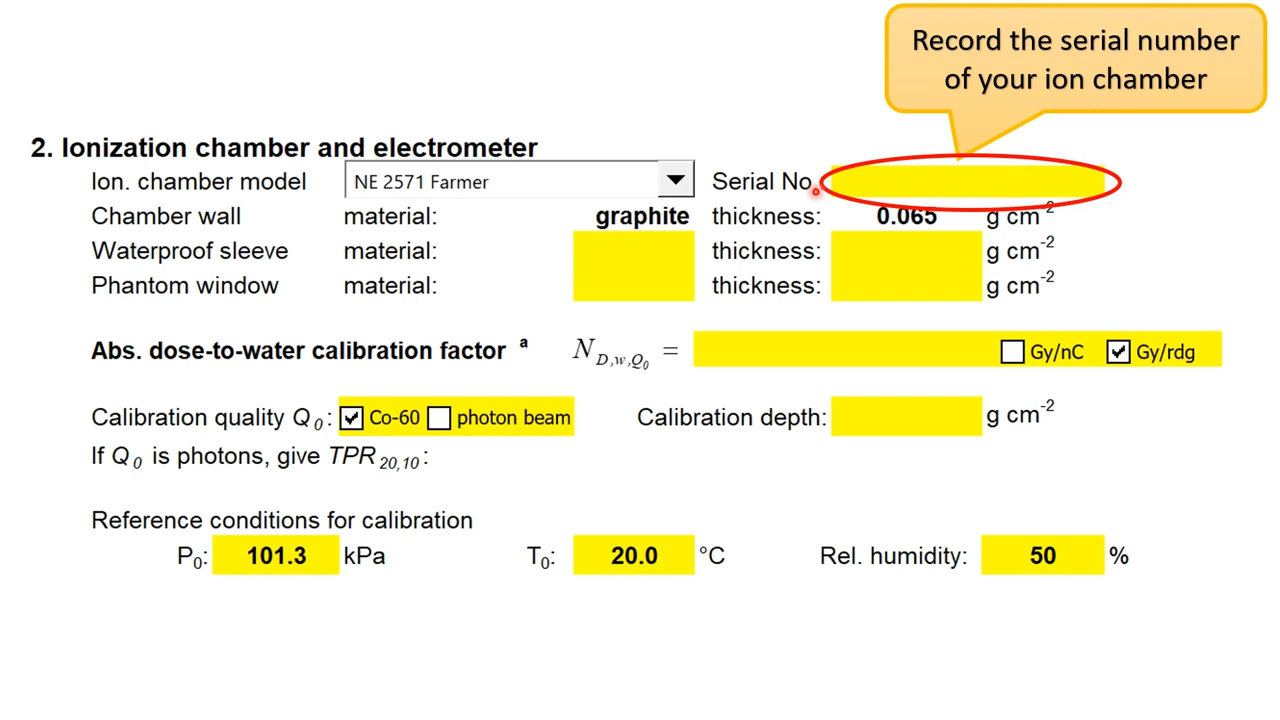 Record the serial number
of your ion chamber
2. Ionization chamber and electrometer
Ion. chamber model NE 2571 Farmer Serial No.
Chamber wall material: graphite thickness: 0.065 g cm-2
Waterproof sleeve material: thickness: g cm-2
Phantom window material: thickness: g cm-2
Abs. dose-to-water calibration factor a N D,w,Q0 = Gy/nC Gy/rdg
Calibration quality Q0: Co-60 photon beam Calibration depth: g cm-2
If Q0 is photons, give TPR20,10:
Reference conditions for calibration
P0: 101.3 kPa T0: 20.0 °C Rel. humidity: 50 %